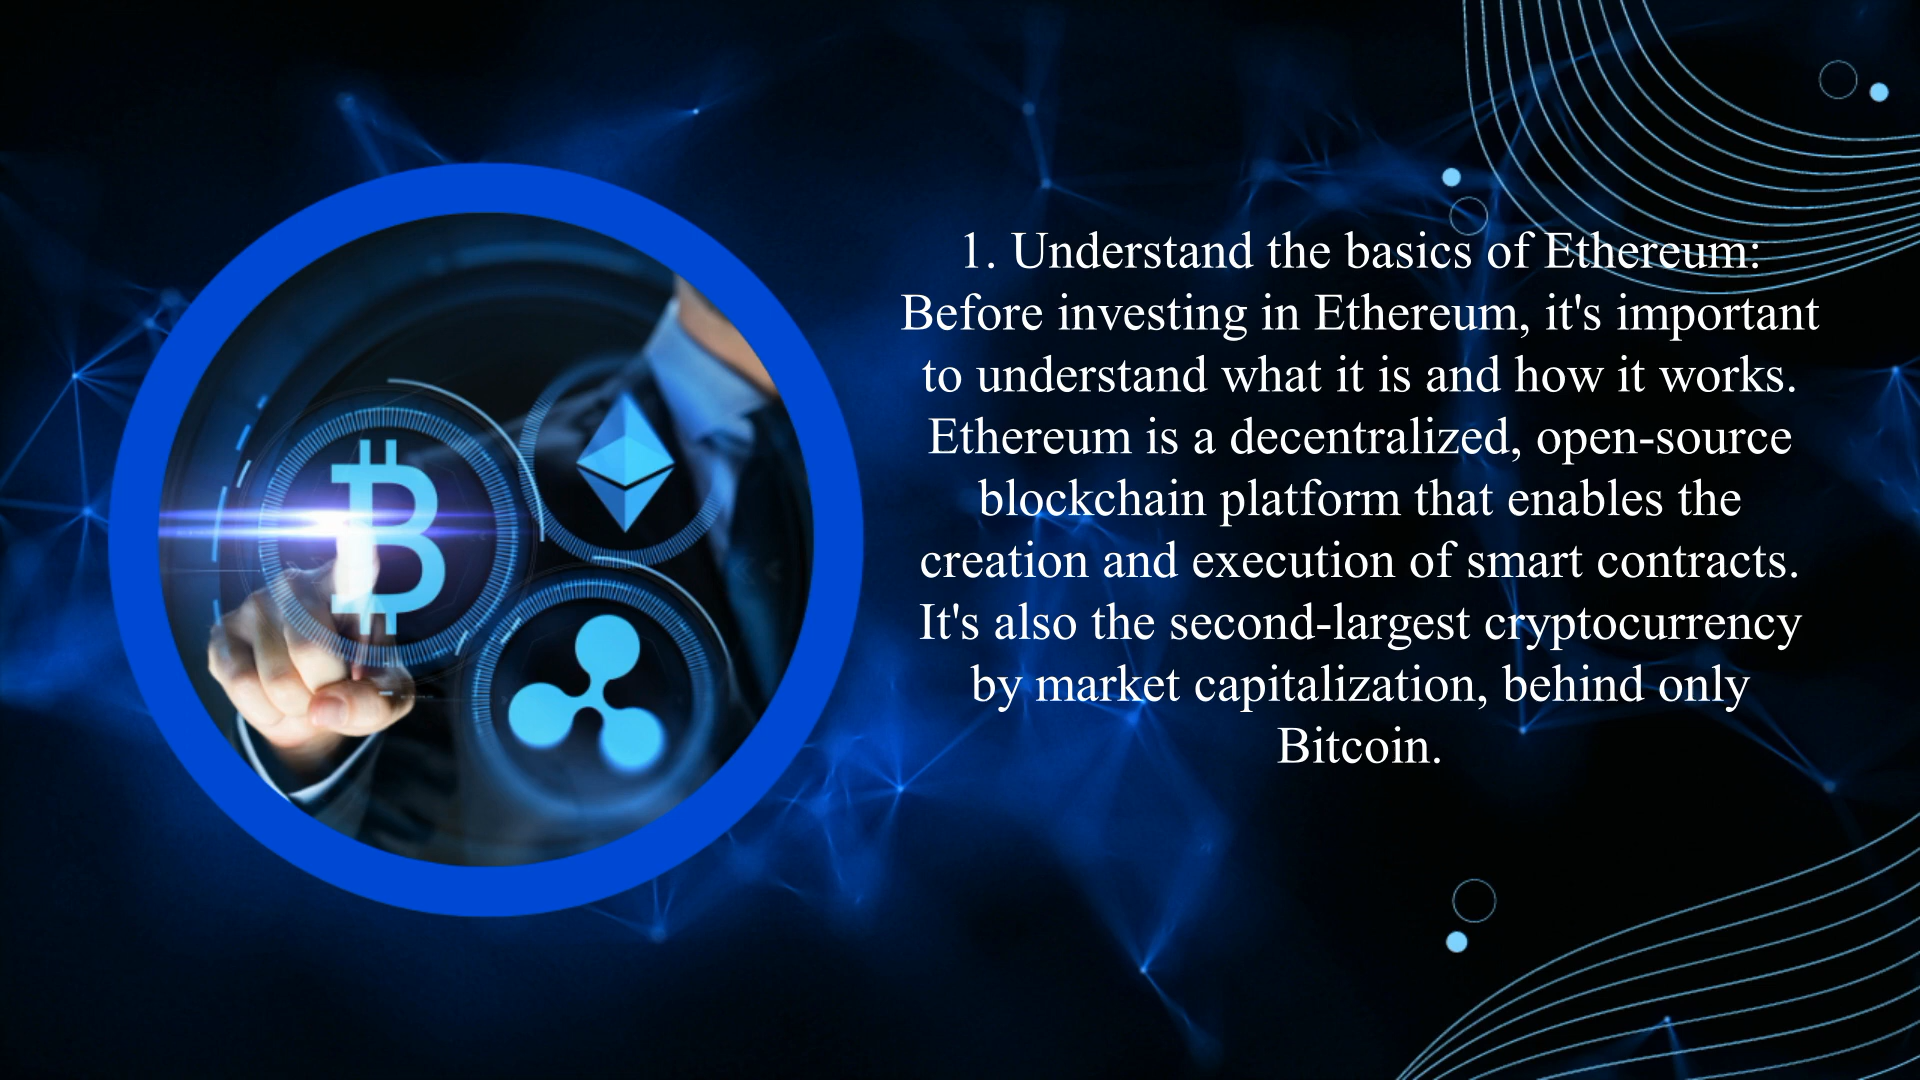 1. Understand the basics of Ethereum:
Before investing in Ethereum, it's important
to understand what it is and how it works.
Ethereum is a decentralized, open-source
blockchain platform that enables the
creation and execution of smart contracts.
It's also the second-largest cryptocurrency
by market capitalization, behind only
Bitcoin.